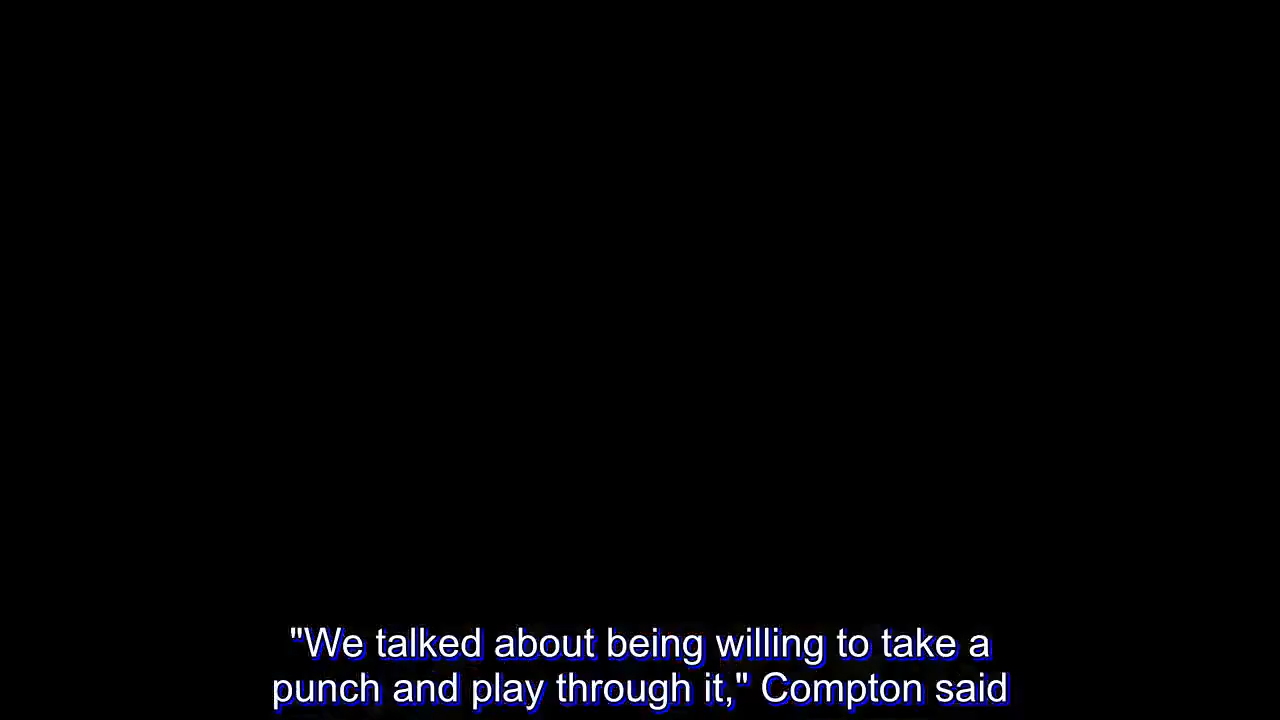 "We talked about being willing to take a
punch and play through it," Compton said